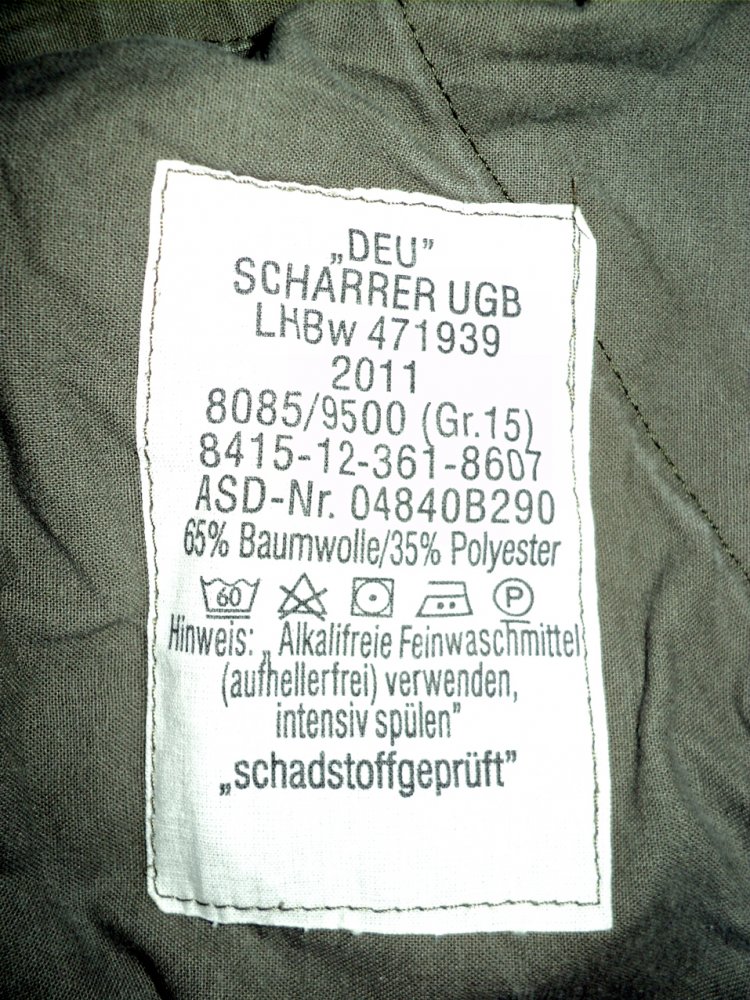 „DEU”
SCHARRER UGB
LHBw 471939
2011
8085/9500 (Gr.15)
8415-12-361-8607
ASD-Nr. 04840B290
65% Baumwolle/35% Polyester
60 P
Hinweis: „ Alkalifreie Feinwaschmittel
(aufhellerfrei) verwenden,
intensiv spülen”
„schadstoffgeprüft”